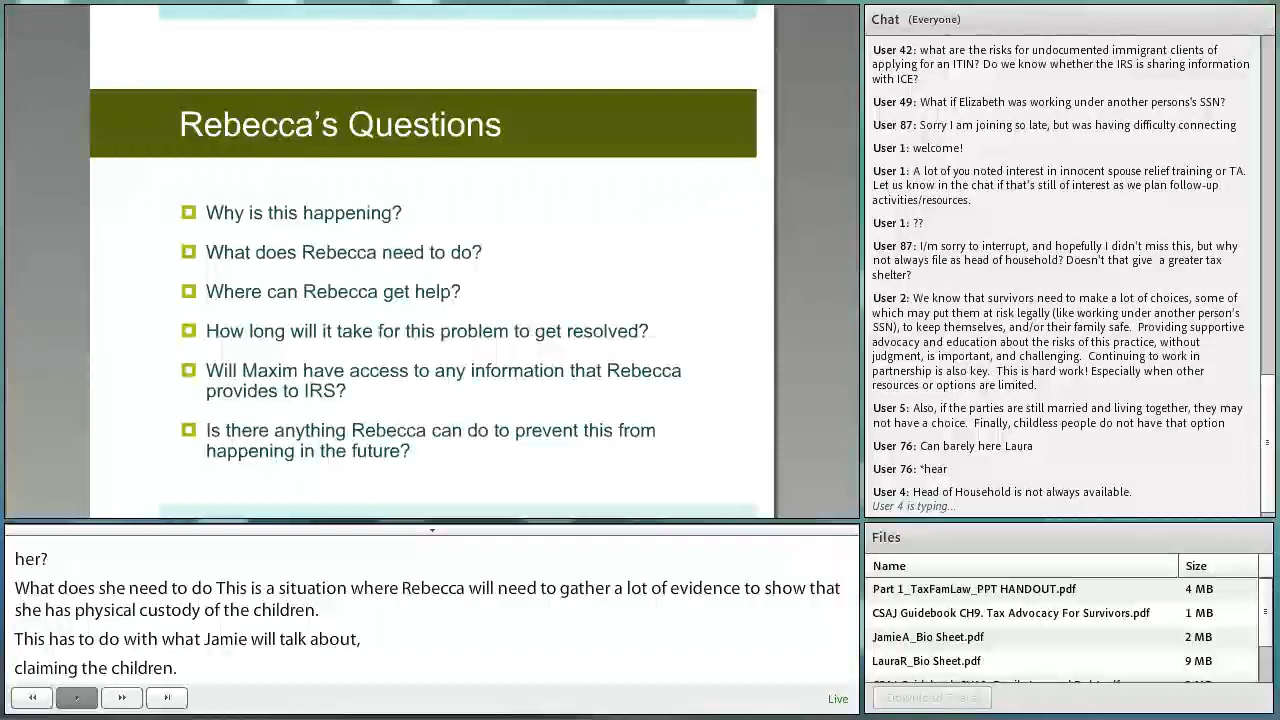 Rebecca's Questions
Why is this happening?
What does Rebecca need to do?
Where can Rebecca get help?
How long will it take for this problem to get resolved?
Will Maxim have access to any information that Rebecca
provides to IRS?
Is there anything Rebecca can do to prevent this from
happening in the future?
her?
What does she need to do This is a situation where Rebecca will need to gather a lot of evidence to show that
she has physical custody of the children.
This has to do with what Jamie will talk about,
claiming the children.
Live
Chat (Everyone)
User 42: what are the risks for undocumented immigrant clients of
applying for an ITIN? Do we know whether the IRS is sharing information
with ICE?
User 49: What if Elizabeth was working under another persons's SSN?
User 87: Sorry I am joining so late, but was having difficulty connecting
User 1: welcome!
User 1: A lot of you noted interest in innocent spouse relief training or TA.
Let us know in the chat if that's still of interest as we plan follow-up
activities/resources.
User 1: ??
User 87: I/m sorry to interrupt, and hopefully I didn't miss this, but why
not always file as head of household? Doesn't that give a greater tax
shelter?
User 2: We know that survivors need to make a lot of choices, some of
which may put them at risk legally (like working under another person's
SSN), to keep themselves, and/or their family safe. Providing supportive
advocacy and education about the risks of this practice, without
judgment, is important, and challenging. Continuing to work in
partnership is also key. This is hard work! Especially when other
resources or options are limited.
User 5: Also, if the parties are still married and living together, they may
not have a choice. Finally, childless people do not have that option
User 76: Can barely here Laura
User 76: *hear
User 4: Head of Household is not always available.
User 4 is typing...
Files
Name Size
Part 1_TaxFamLaw_PPT HANDOUT.pdf 4 MB
CSAJ Guidebook CH9. Tax Advocacy For Survivors.pdf 1 MB
JamieA_Bio Sheet.pdf 2 MB
LauraR_Bio Sheet.pdf 9 MB